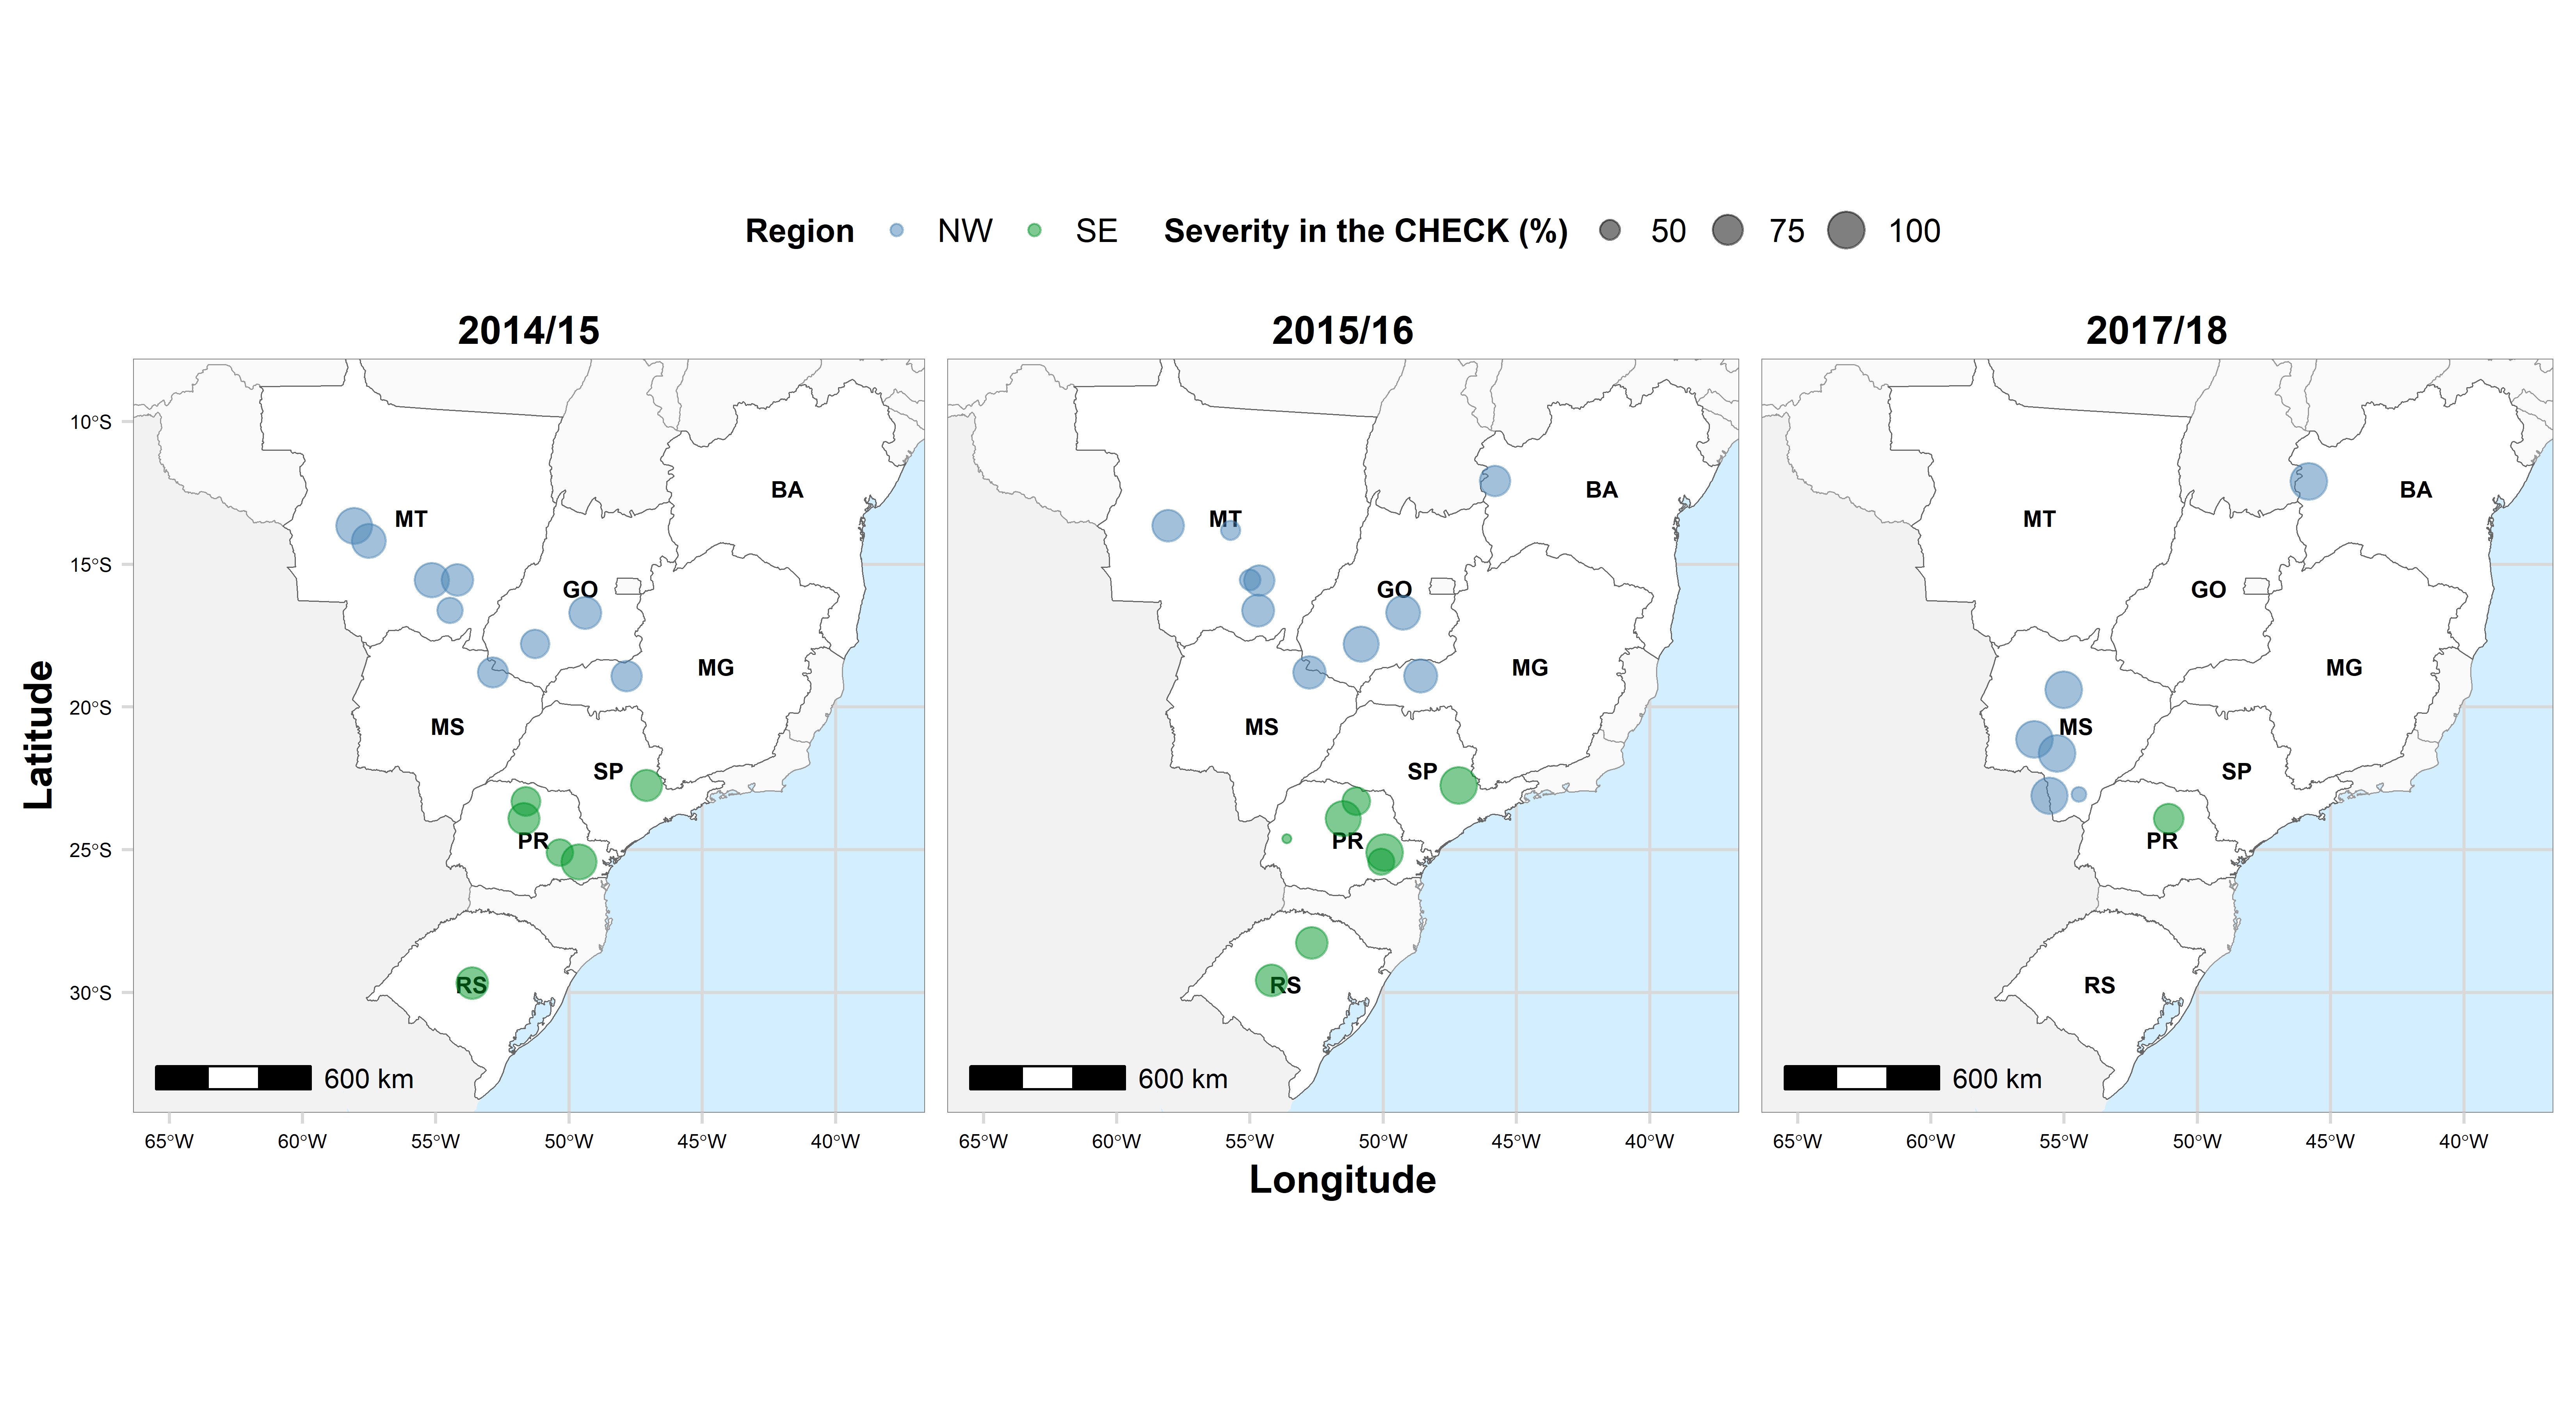 Region NW SE Severity in the CHECK (%) 50 75 100
2014/15 2015/16 2017/18
10°S
15°S
20°S
25°S
30°S
Latitude
MT BA GO MG MS SP PR RS
600 km
MT BA GO MG MS SP PR RS
600 km
MT BA GO MG MS SP PR RS
600 km
65°W 60°W 55°W 50°W 45°W 40°W 65°W 60°W 55°W 50°W 45°W 40°W 65°W 60°W 55°W 50°W 45°W 40°W
Longitude